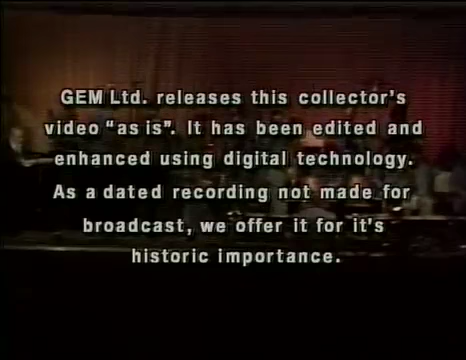 GEM Ltd. releases this collector's
video "as is". It has been edited and
enhanced using digital technology.
As a dated recording not made for
broadcast, we offer it for it's
historic importance.